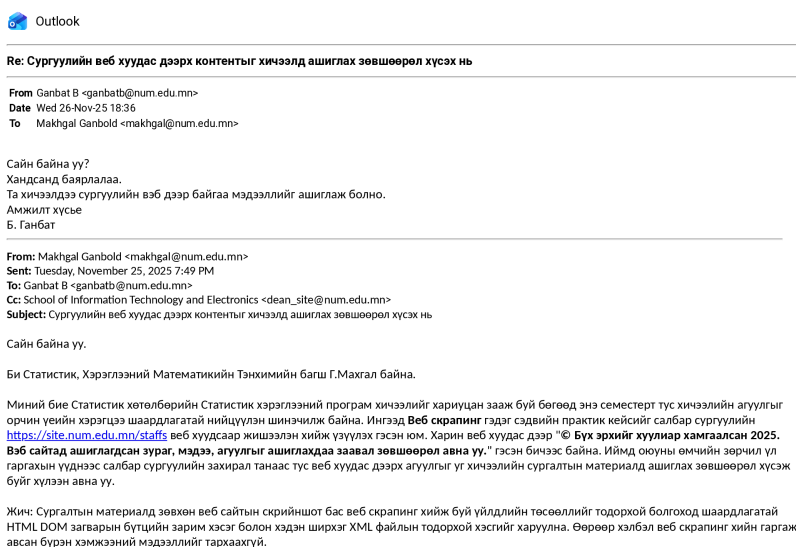 Outlook
Re: Сургуулийн веб хуудас дээрх контентыг хичээлд ашиглах зөвшөөрөл хүсэх нь
From Ganbat B <ganbatb@num.edu.mn>
Date Wed 26-Nov-25 18:36
To Makhgal Ganbold <makhgal@num.edu.mn>
Сайн байна уу?
Хандсанд баярлалаа.
Та хичээлдээ сургуулийн вэб дээр байгаа мэдээллийг ашиглаж болно.
Амжилт хүсье
Б. Ганбат
From: Makhgal Ganbold <makhgal@num.edu.mn>
Sent: Tuesday, November 25, 2025 7:49 PM
To: Ganbat B <ganbatb@num.edu.mn>
Cc: School of Information Technology and Electronics <dean_site@num.edu.mn>
Subject: Сургуулийн веб хуудас дээрх контентыг хичээлд ашиглах зөвшөөрөл хүсэх нь
Сайн байна уу.
Би Статистик, Хэрэглээний Математикийн Тэнхимийн багш Г.Махгал байна.
Миний бие Статистик хөтөлбөрийн Статистик хэрэглээний програм хичээлийг хариуцан зааж буй бөгөөд энэ семестерт тус хичээлийн агуулгыг
орчин үеийн хэрэгцээ шаардлагатай нийцүүлэн шинэчилж байна. Ингээд Веб скрапинг гэдэг сэдвийн практик кейсийг салбар сургуулийн
https://site.num.edu.mn/staffs веб хуудсаар жишээлэн хийж үзүүлэх гэсэн юм. Харин веб хуудас дээр "© Бүх эрхийг хуулиар хамгаалсан 2025.
Вэб сайтад ашиглагдсан зураг, мэдээ, агуулгыг ашиглахдаа заавал зөвшөөрөл авна уу." гэсэн бичээс байна. Иймд оюуны өмчийн зөрчил үл
гаргахын үүднээс салбар сургуулийн захирал танаас тус веб хуудас дээрх агуулгыг уг хичээлийн сургалтын материалд ашиглах зөвшөөрөл хүсэж
буйг хүлээн авна уу.
Жич: Сургалтын материалд зөвхөн веб сайтын скрийншот бас веб скрапинг хийж буй үйлдлийн төсөөллийг тодорхой болгоход шаардлагатай
HTML DOM загварын бүтцийн зарим хэсэг болон хэдэн ширхэг XML файлын тодорхой хэсгийг харуулна. Өөрөөр хэлбэл веб скрапинг хийн гаргаж
авсан бүрэн хэмжээний мэдээллийг тархаахгүй.